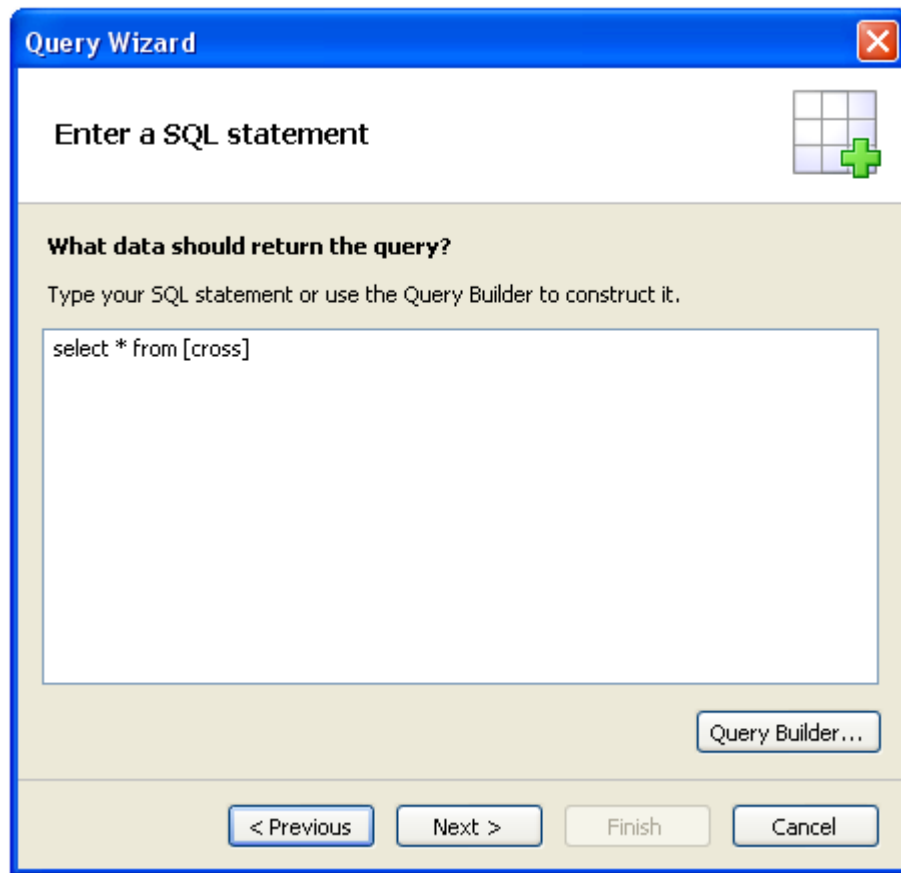 Query Wizard
Enter a SQL statement
What data should return the query?
Type your SQL statement or use the Query Builder to construct it.
select * from [cross]
Query Builder...
< Previous
Next >
Finish
Cancel